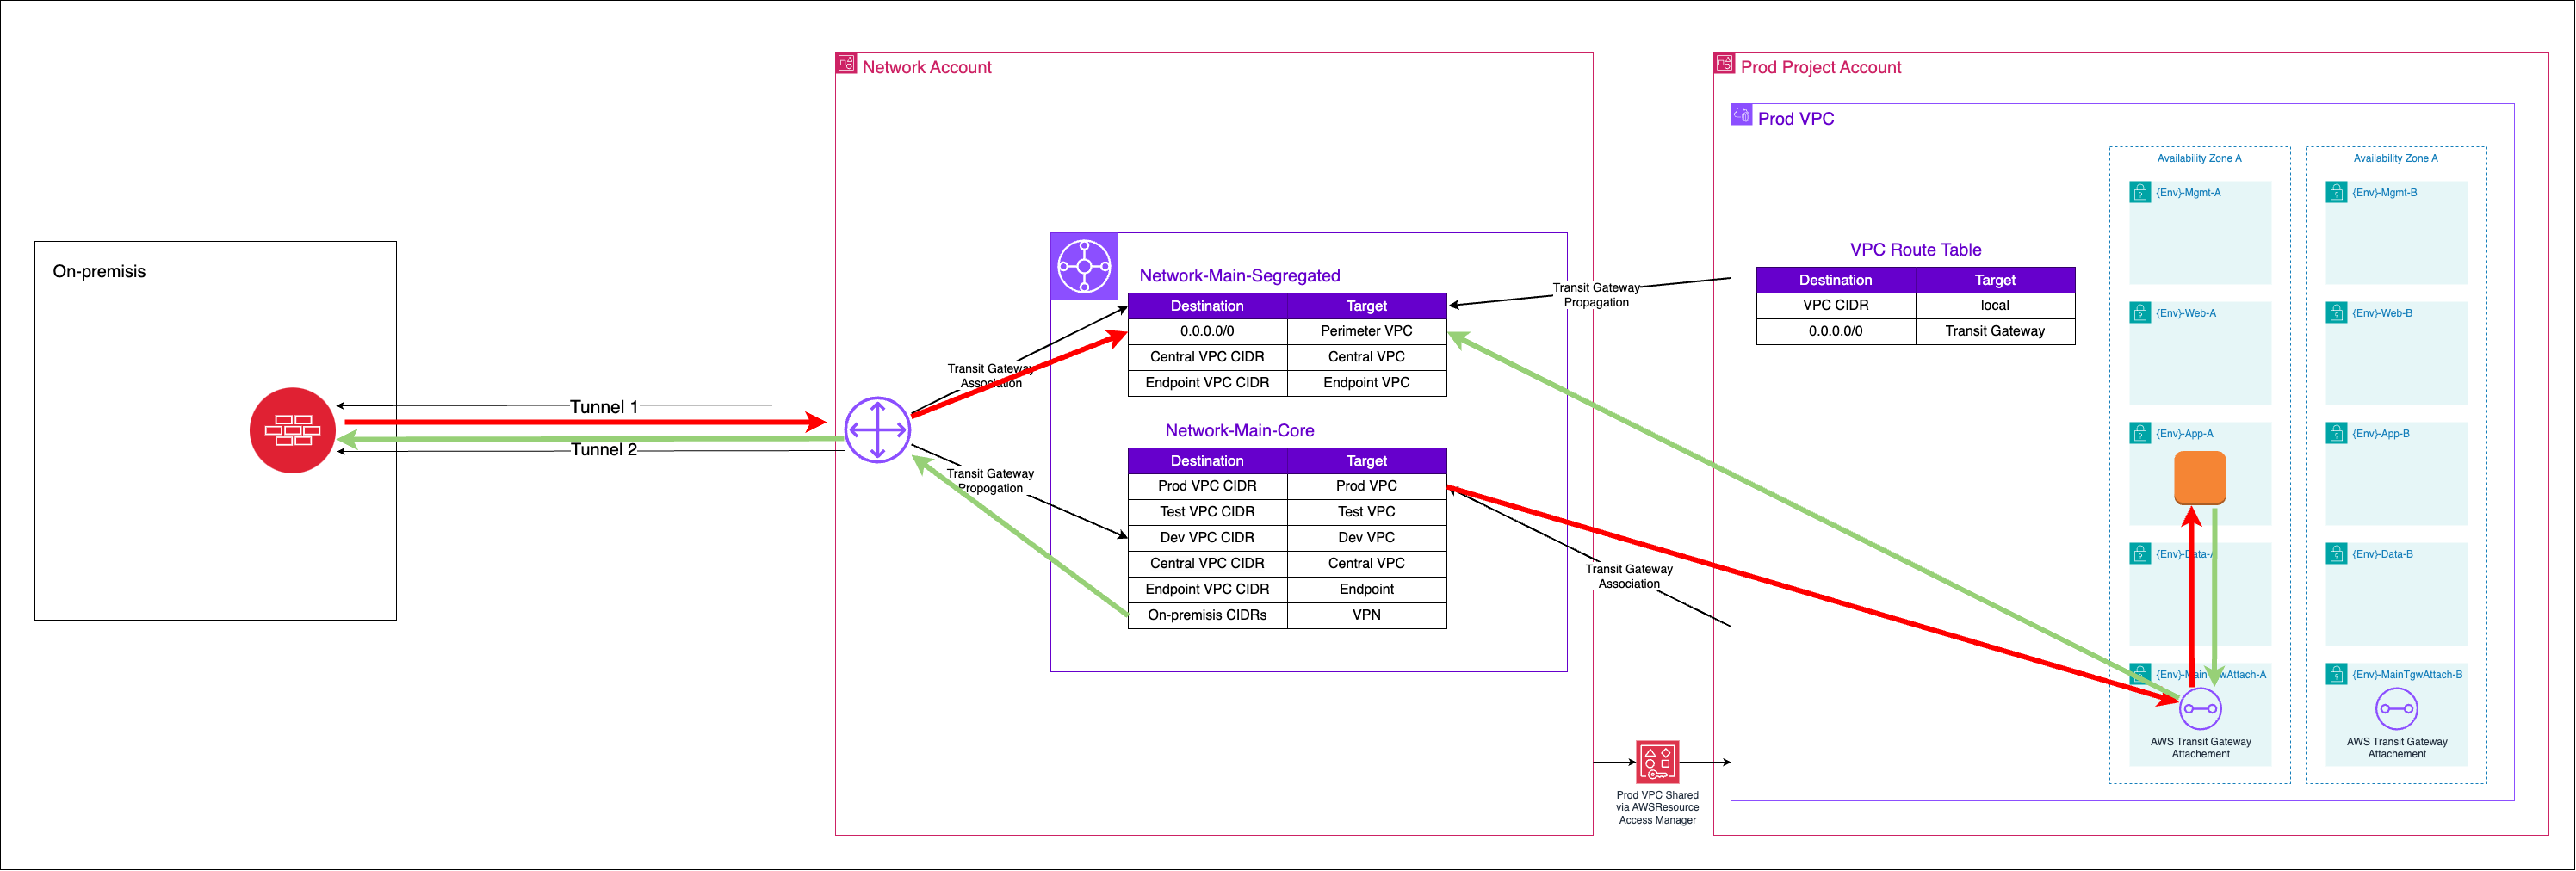 Network Account
Prod Project Account
Prod VPC
On-premisis
Tunnel 1
Tunnel 2
Transit Gateway
Association
Transit Gateway
Propogation
Network-Main-Segregated
Destination Target
0.0.0.0/0 Perimeter VPC
Central VPC CIDR Central VPC
Endpoint VPC CIDR Endpoint VPC
Network-Main-Core
Destination Target
Prod VPC CIDR Prod VPC
Test VPC CIDR Test VPC
Dev VPC CIDR Dev VPC
Central VPC CIDR Central VPC
Endpoint VPC CIDR Endpoint
On-premisis CIDRs VPN
Transit Gateway
Propagation
Transit Gateway
Association
Prod VPC Shared
via AWSResource
Access Manager
VPC Route Table
Destination Target
VPC CIDR local
0.0.0.0/0 Transit Gateway
Availability Zone A
{Env}-Mgmt-A
{Env}-Web-A
{Env}-App-A
{Env}-Data-A
{Env}-MainTgwAttach-A
AWS Transit Gateway
Attachement
Availability Zone A
{Env}-Mgmt-B
{Env}-Web-B
{Env}-App-B
{Env}-Data-B
{Env}-MainTgwAttach-B
AWS Transit Gateway
Attachement